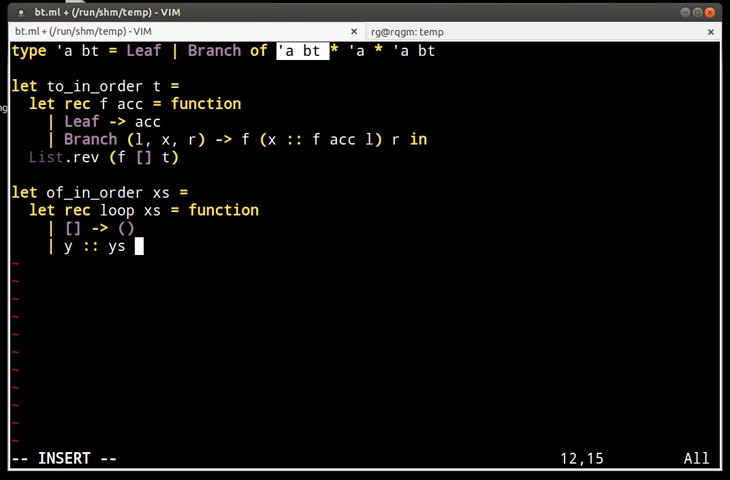 bt.ml + (/run/shm/temp) - VIM
bt.ml + (/run/shm/temp) - VIM × rg@rqgm: temp ×
type 'a bt = Leaf | Branch of 'a bt * 'a * 'a bt
let to_in_order t =
let rec f acc = function
| Leaf -> acc
| Branch (l, x, r) -> f (x :: f acc l) r in
List.rev (f [] t)
let of_in_order xs =
let rec loop xs = function
| [] -> ()
| y :: ys
~
~
~
~
~
~
~
~
~
~
~
-- INSERT -- 12,15 All